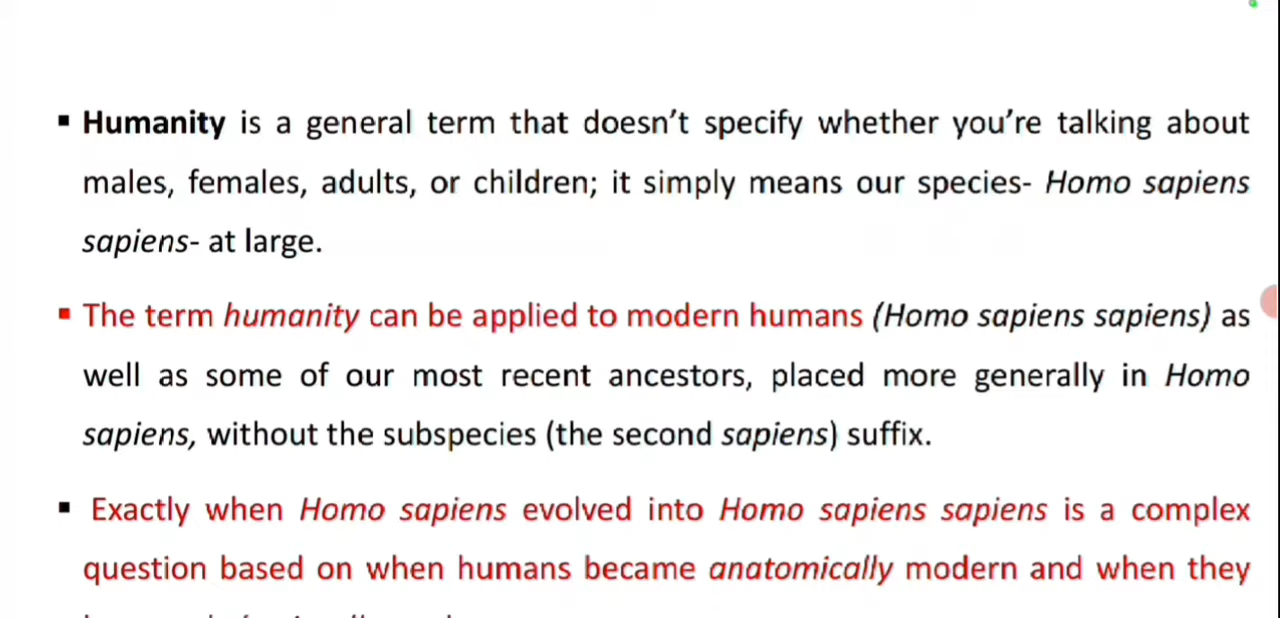 ▪ Humanity is a general term that doesn’t specify whether you’re talking about
males, females, adults, or children; it simply means our species- Homo sapiens
sapiens- at large.
▪ The term humanity can be applied to modern humans (Homo sapiens sapiens) as
well as some of our most recent ancestors, placed more generally in Homo
sapiens, without the subspecies (the second sapiens) suffix.
▪ Exactly when Homo sapiens evolved into Homo sapiens sapiens is a complex
question based on when humans became anatomically modern and when they